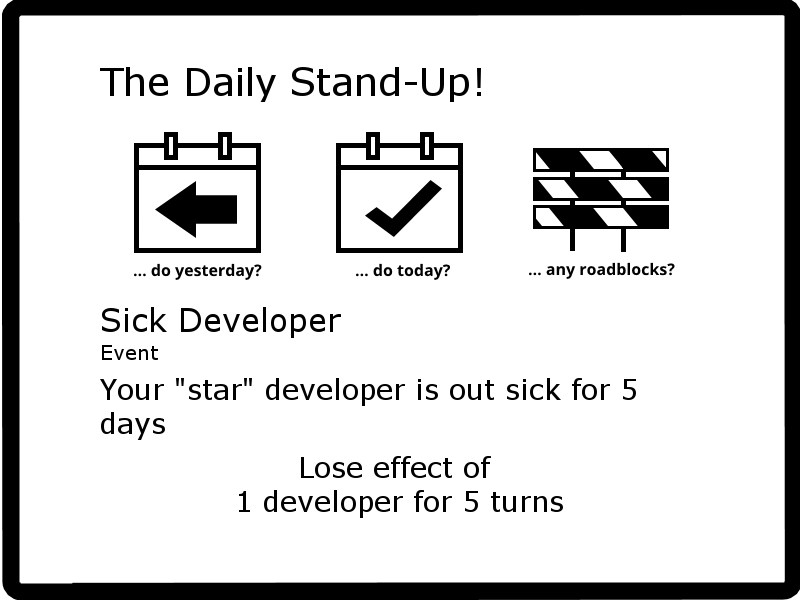 The Daily Stand-Up!
... do yesterday?
... do today?
... any roadblocks?
Sick Developer
Event
Your "star" developer is out sick for 5
days
Lose effect of
1 developer for 5 turns